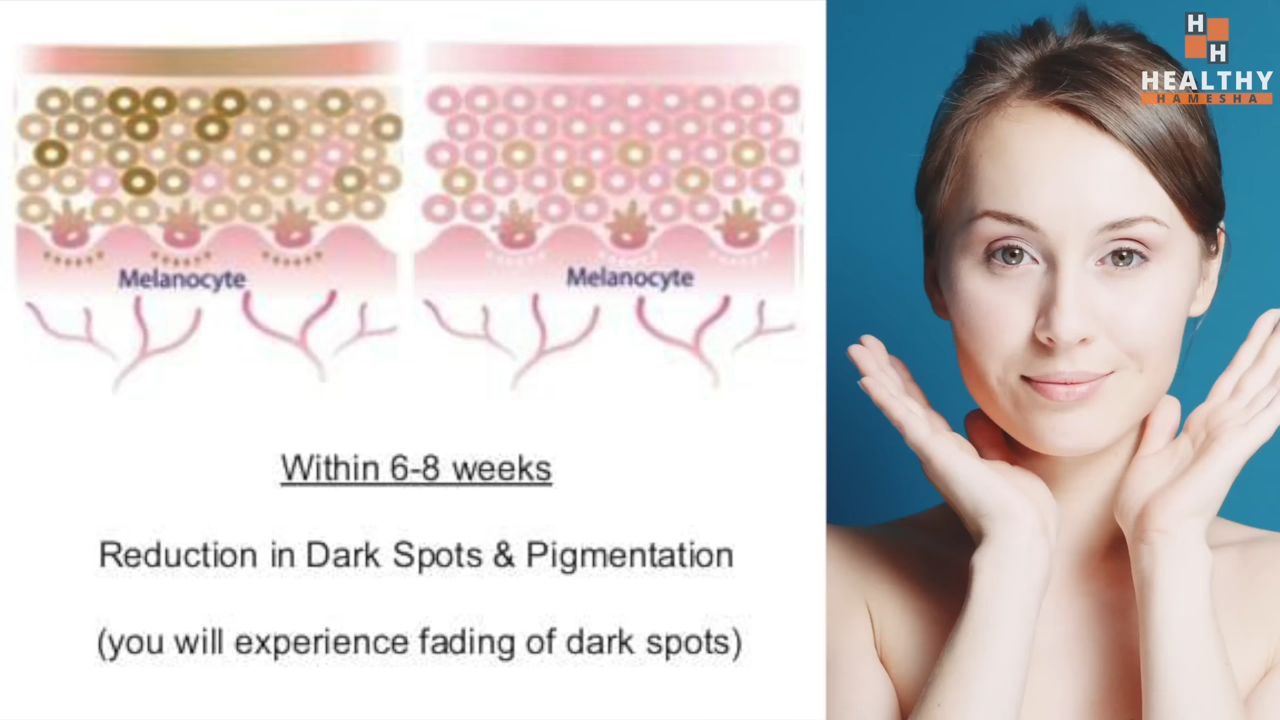 Melanocyte
Melanocyte
Within 6-8 weeks
Reduction in Dark Spots & Pigmentation
(you will experience fading of dark spots)
H
H
HEALTHY
HAMESHA